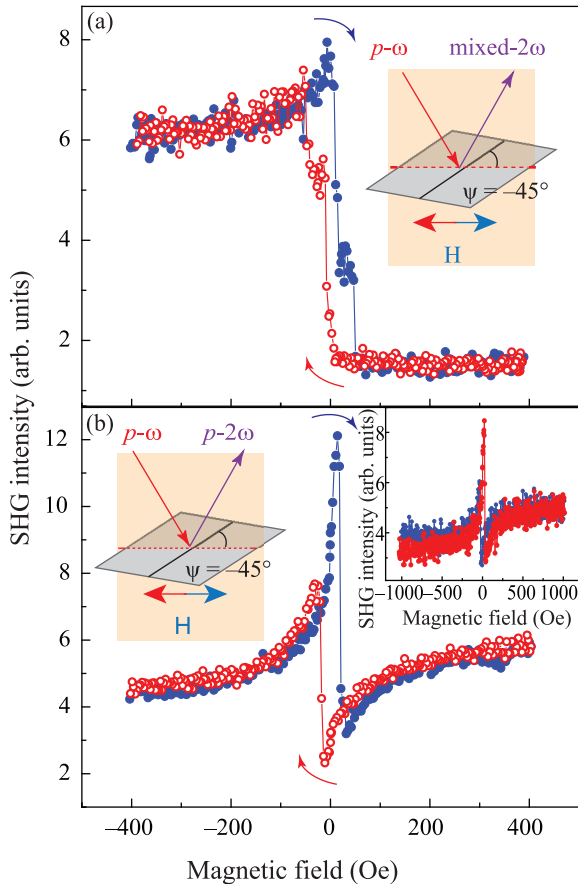 (a)
p-ω
mixed-2ω
ψ = –45°
H
8
6
4
2
SHG intensity (arb. units)
(b)
p-ω
p-2ω
ψ = –45°
H
12
10
8
6
4
2
SHG intensity (arb. units)
8
6
4
–1000
–500
0
500
1000
Magnetic field (Oe)
–400
–200
0
200
400
Magnetic field (Oe)